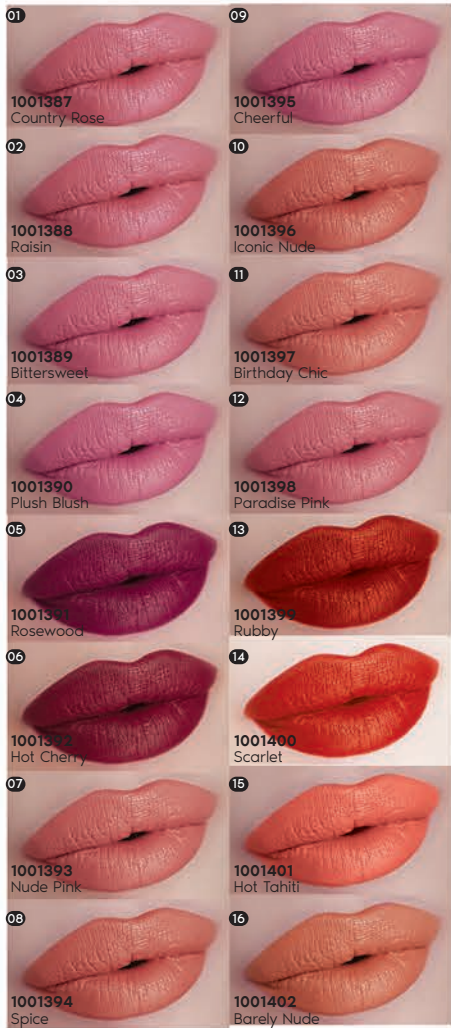 01
1001387
Country Rose
02
1001388
Raisin
03
1001389
Bittersweet
04
1001390
Plush Blush
05
1001391
Rosewood
06
1001392
Hot Cherry
07
1001393
Nude Pink
08
1001394
Spice
09
1001395
Cheerful
10
1001396
Iconic Nude
11
1001397
Birthday Chic
12
1001398
Paradise Pink
13
1001399
Rubby
14
1001400
Scarlet
15
1001401
Hot Tahiti
16
1001402
Barely Nude